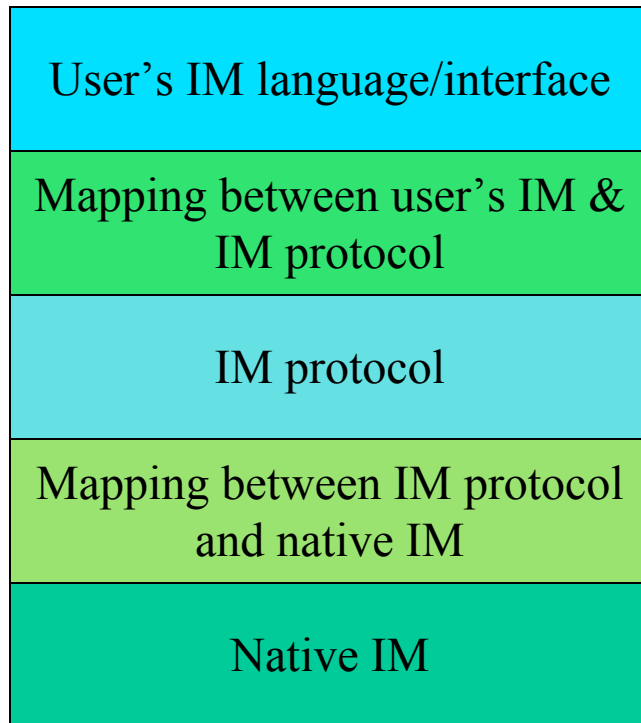 User’s IM language/interface
Mapping between user’s IM &
IM protocol
IM protocol
Mapping between IM protocol
and native IM
Native IM